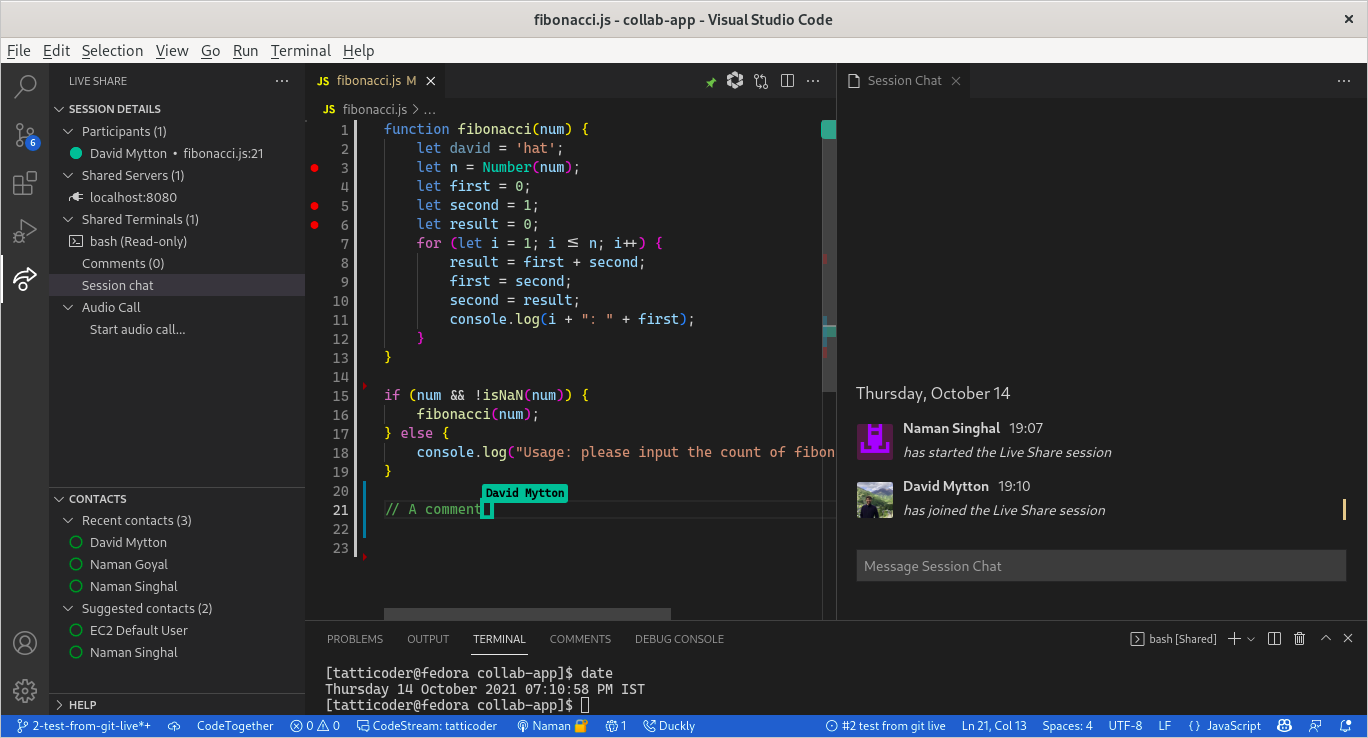 fibonacci.js - collab-app - Visual Studio Code
File Edit Selection View Go Run Terminal Help
LIVE SHARE
SESSION DETAILS
Participants (1)
David Mytton • fibonacci.js:21
Shared Servers (1)
localhost:8080
Shared Terminals (1)
bash (Read-only)
Comments (0)
Session chat
Audio Call
Start audio call...
6
CONTACTS
Recent contacts (3)
David Mytton
Naman Goyal
Naman Singhal
Suggested contacts (2)
EC2 Default User
Naman Singhal
HELP
JS fibonacci.js M
JS fibonacci.js > ...
1 function fibonacci(num) {
2 let david = 'hat';
3 let n = Number(num);
4 let first = 0;
5 let second = 1;
6 let result = 0;
7 for (let i = 1; i ≤ n; i++) {
8 result = first + second;
9 first = second;
10 second = result;
11 console.log(i + ": " + first);
12 }
13 }
14
15 if (num && !isNaN(num)) {
16 fibonacci(num);
17 } else {
18 console.log("Usage: please input the count of fibon
19 }
20
David Mytton
21 // A comment
22
23
Session Chat
Thursday, October 14
Naman Singhal 19:07
has started the Live Share session
David Mytton 19:10
has joined the Live Share session
Message Session Chat
PROBLEMS OUTPUT TERMINAL COMMENTS DEBUG CONSOLE
bash [Shared]
[tatticoder@fedora collab-app]$ date
Thursday 14 October 2021 07:10:58 PM IST
[tatticoder@fedora collab-app]$
2-test-from-git-live*+ CodeTogether 0 0 CodeStream: tatticoder Naman 1 Duckly #2 test from git live Ln 21, Col 13 Spaces: 4 UTF-8 LF {} JavaScript